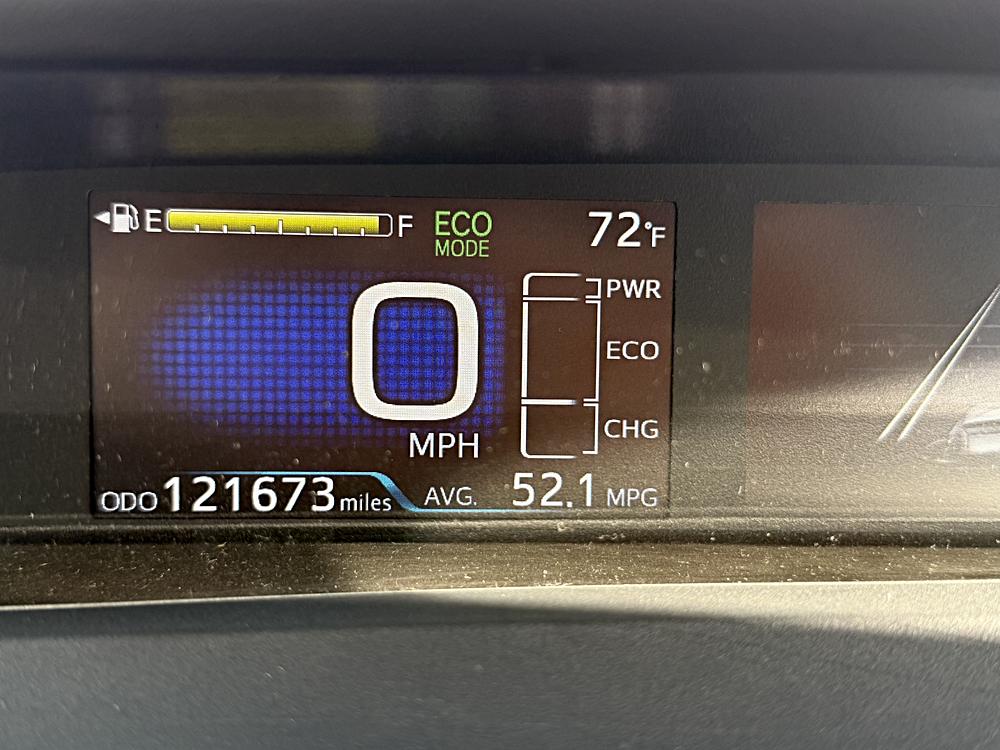 E F ECO 72°F
MODE
PWR
0 ECO
CHG
MPH
ODO 121673 miles AVG. 52.1 MPG